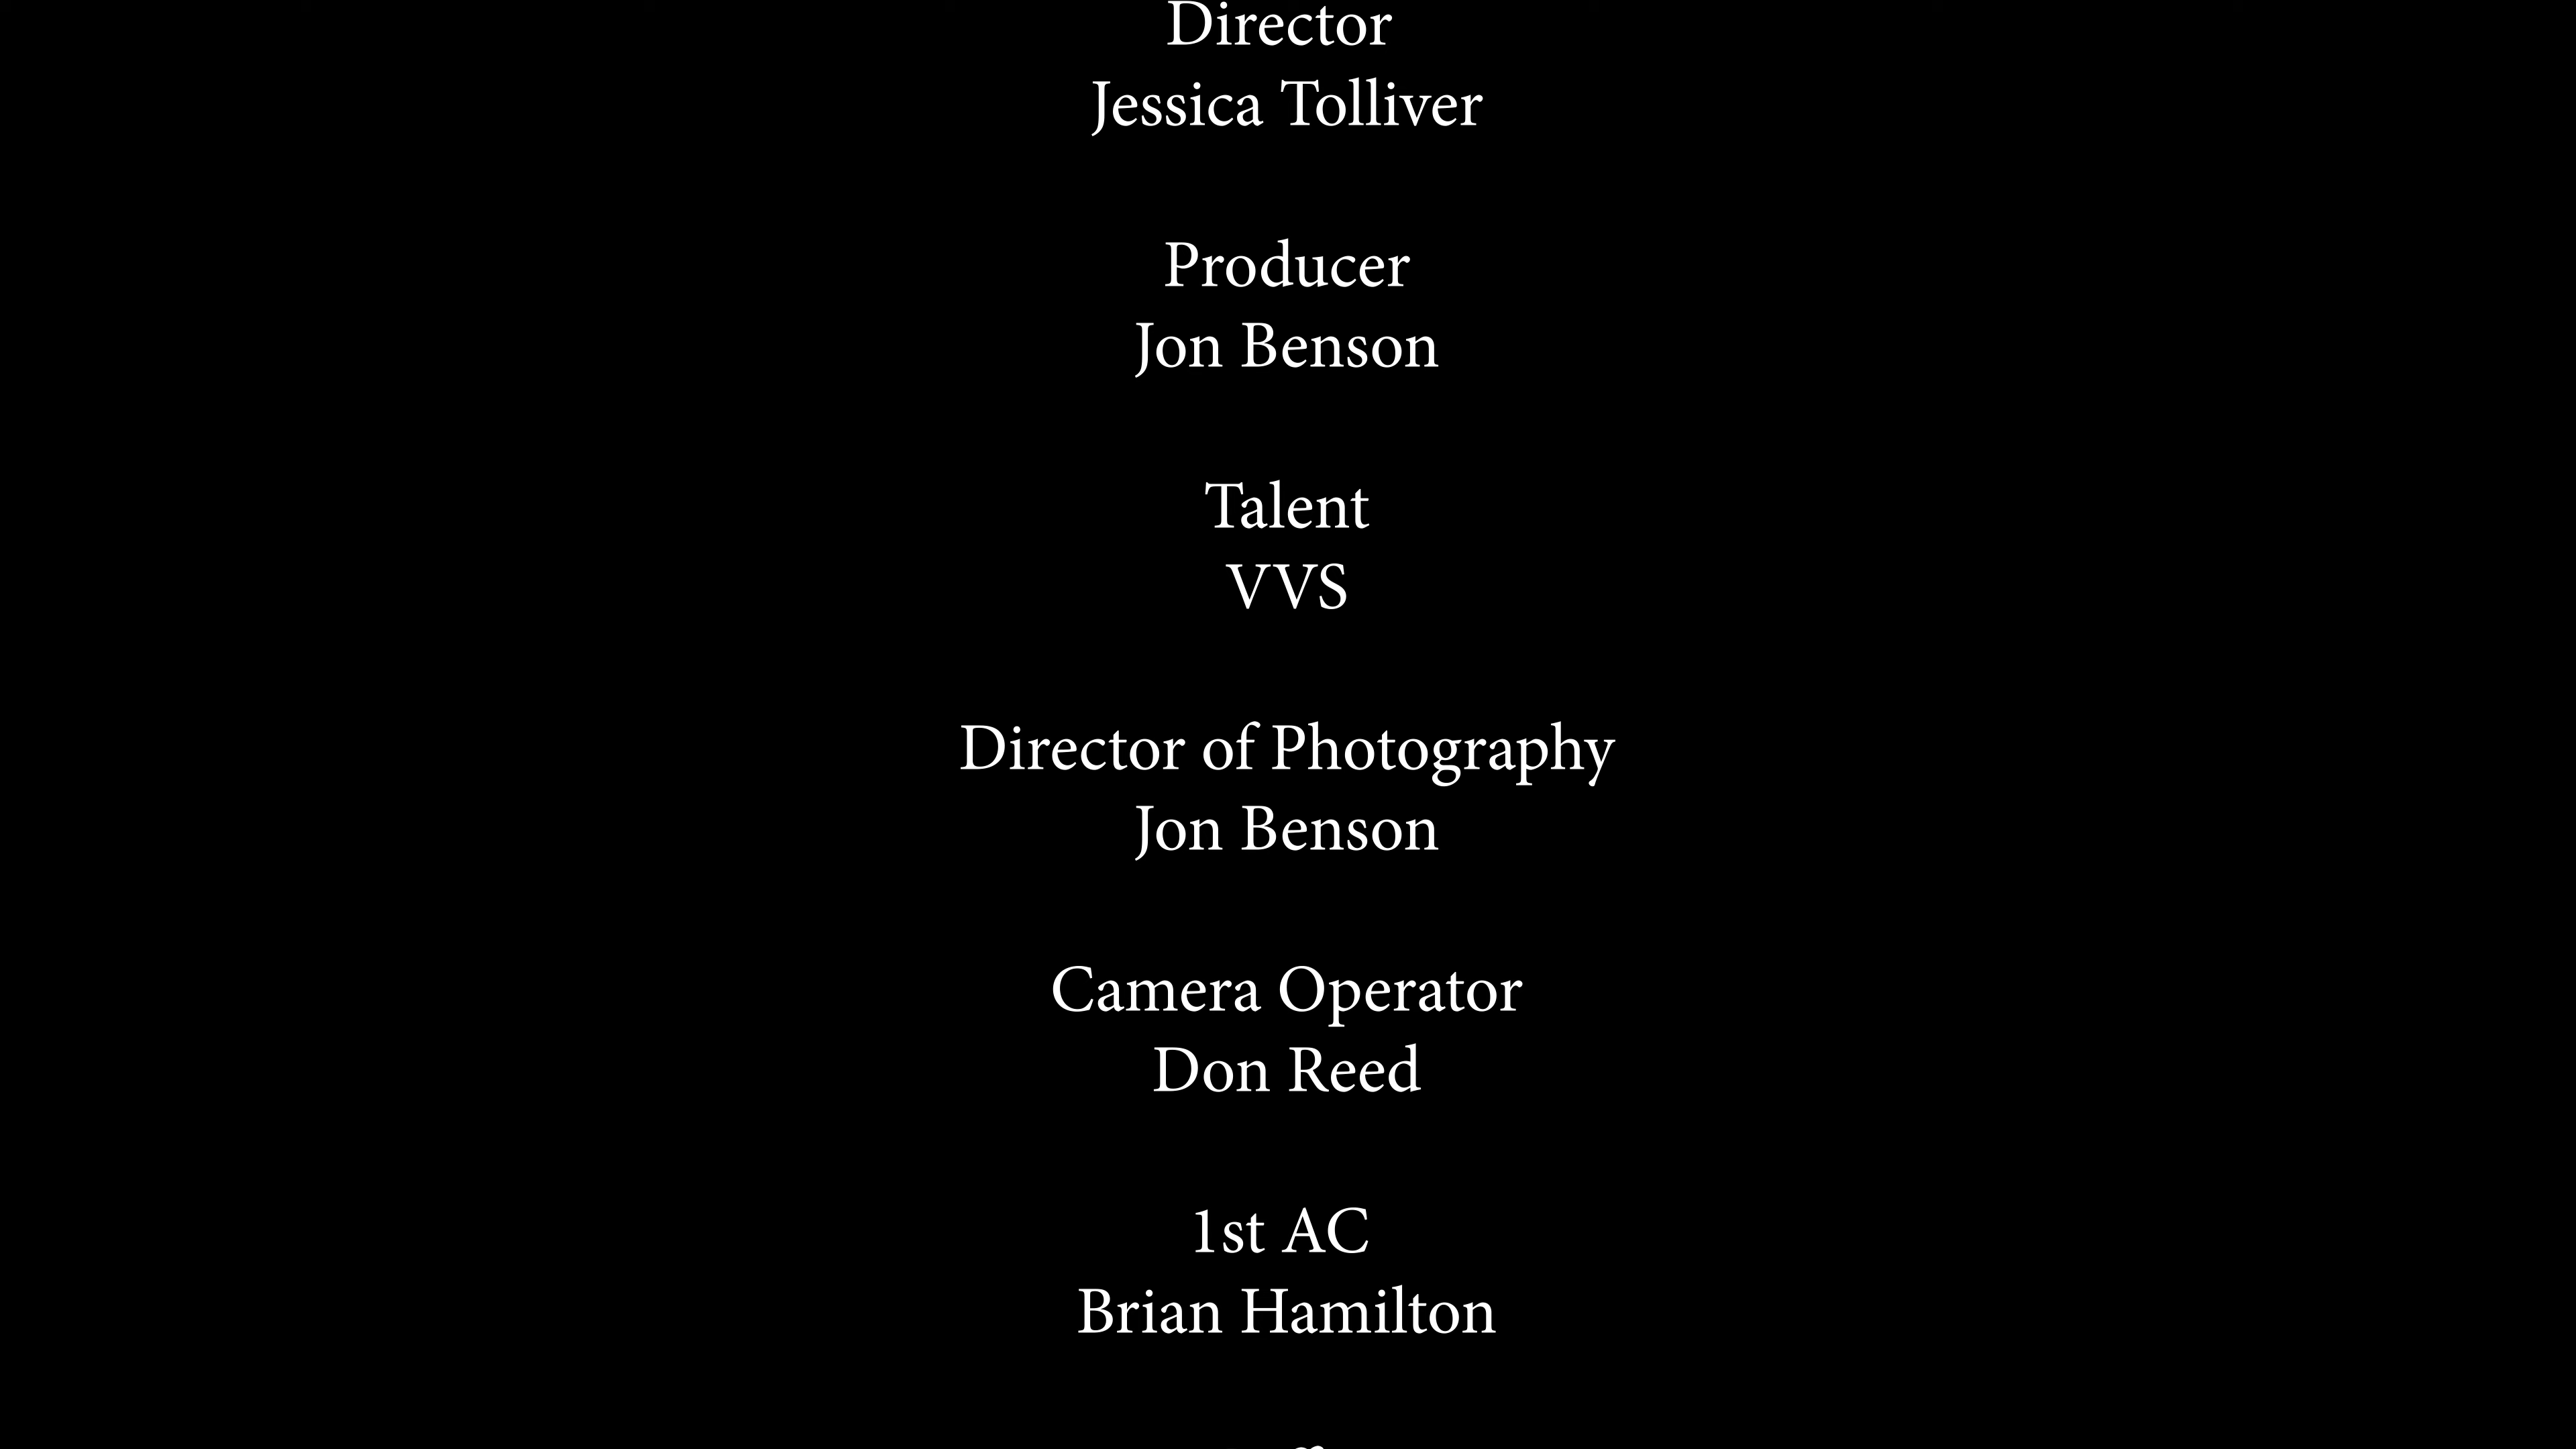 Director
Jessica Tolliver
Producer
Jon Benson
Talent
VVS
Director of Photography
Jon Benson
Camera Operator
Don Reed
1st AC
Brian Hamilton